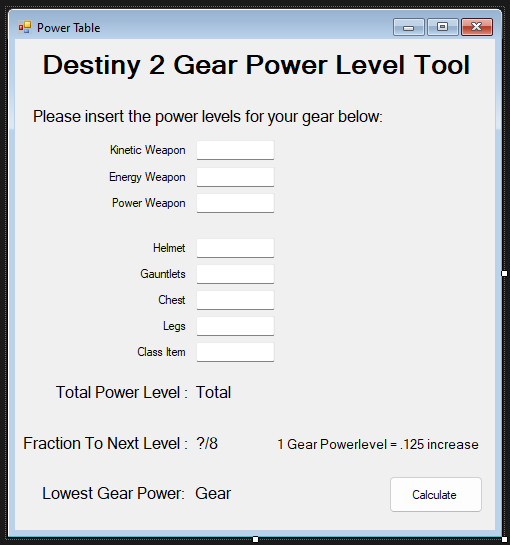 Power Table
Destiny 2 Gear Power Level Tool
Please insert the power levels for your gear below:
Kinetic Weapon
Energy Weapon
Power Weapon
Helmet
Gauntlets
Chest
Legs
Class Item
Total Power Level : Total
Fraction To Next Level : ?/8 1 Gear Powerlevel = .125 increase
Lowest Gear Power: Gear Calculate